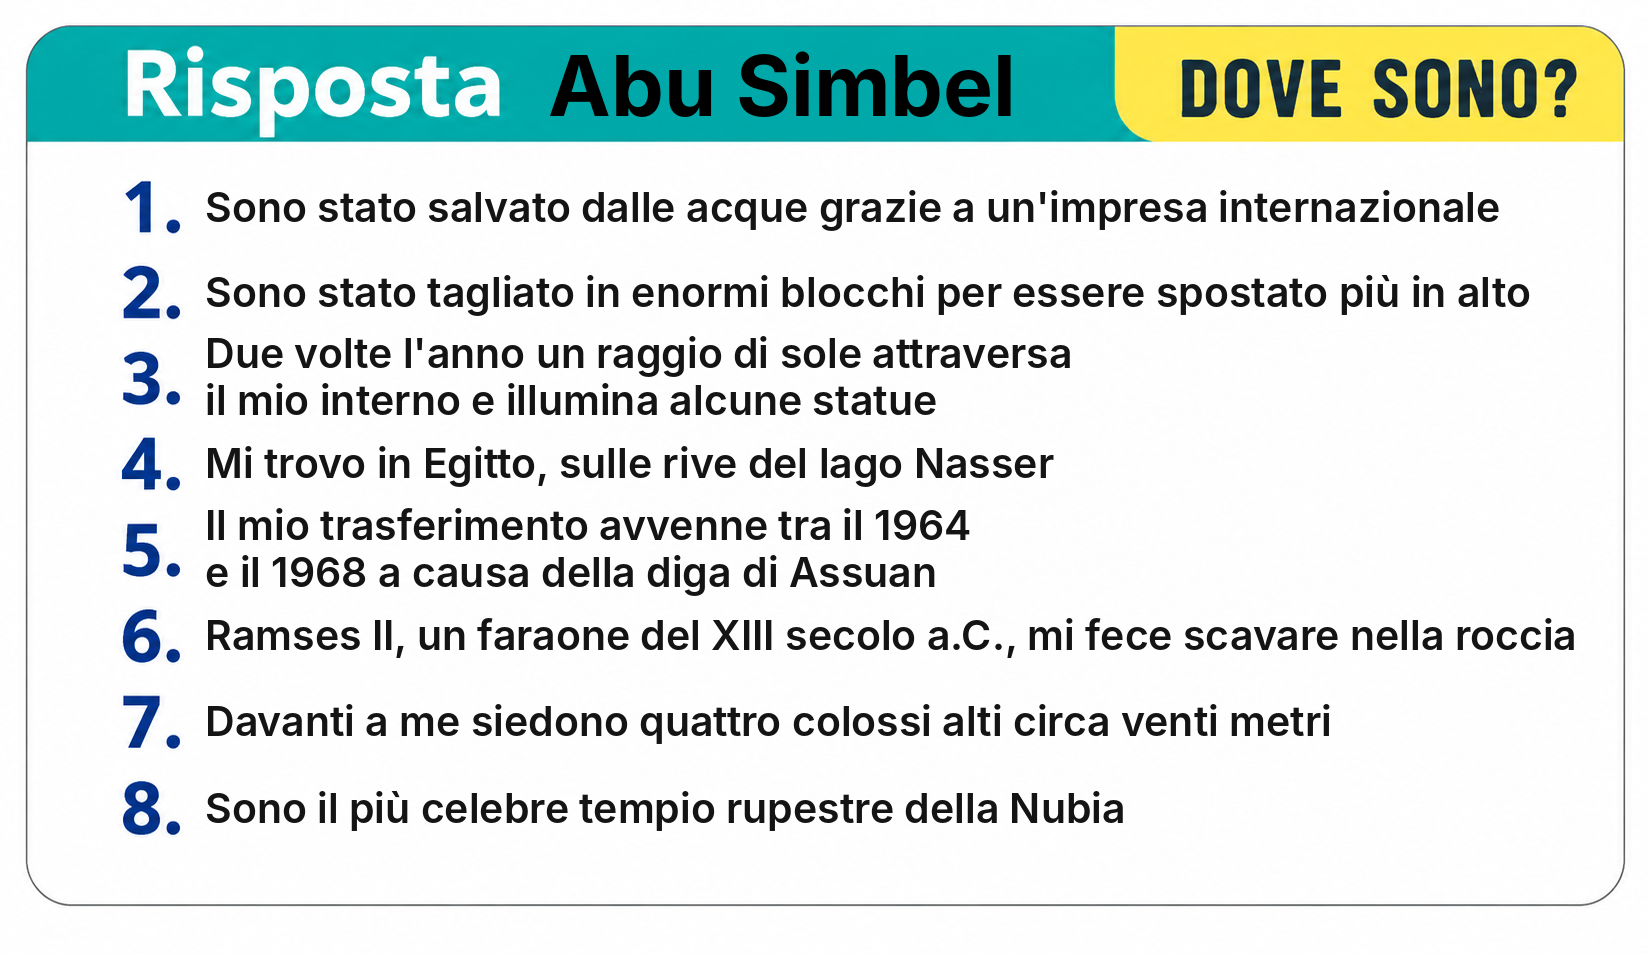 Risposta Abu Simbel DOVE SONO?
1. Sono stato salvato dalle acque grazie a un'impresa internazionale
2. Sono stato tagliato in enormi blocchi per essere spostato più in alto
3. Due volte l'anno un raggio di sole attraversa
il mio interno e illumina alcune statue
4. Mi trovo in Egitto, sulle rive del lago Nasser
5. Il mio trasferimento avvenne tra il 1964
e il 1968 a causa della diga di Assuan
6. Ramses II, un faraone del XIII secolo a.C., mi fece scavare nella roccia
7. Davanti a me siedono quattro colossi alti circa venti metri
8. Sono il più celebre tempio rupestre della Nubia